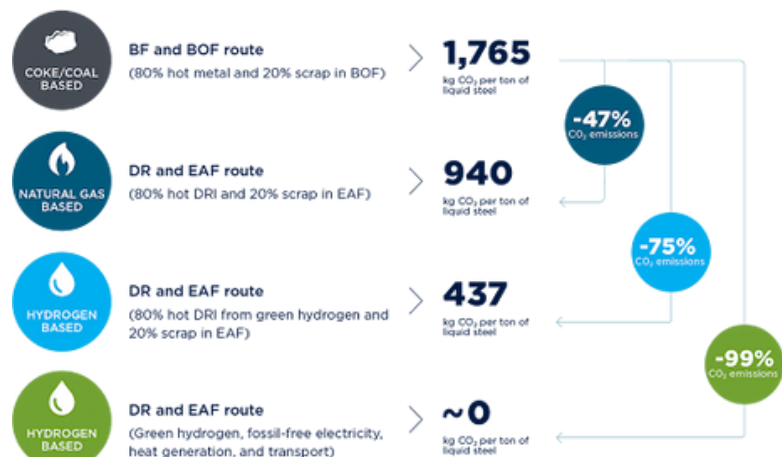 COKE/COAL
BASED
BF and BOF route
(80% hot metal and 20% scrap in BOF)
1,765
kg CO₂ per ton of
liquid steel
-47%
CO₂ emissions
NATURAL GAS
BASED
DR and EAF route
(80% hot DRI and 20% scrap in EAF)
940
kg CO₂ per ton of
liquid steel
-75%
CO₂ emissions
HYDROGEN
BASED
DR and EAF route
(80% hot DRI from green hydrogen and
20% scrap in EAF)
437
kg CO₂ per ton of
liquid steel
-99%
CO₂ emissions
HYDROGEN
BASED
DR and EAF route
(Green hydrogen, fossil-free electricity,
heat generation, and transport)
~0
kg CO₂ per ton of
liquid steel